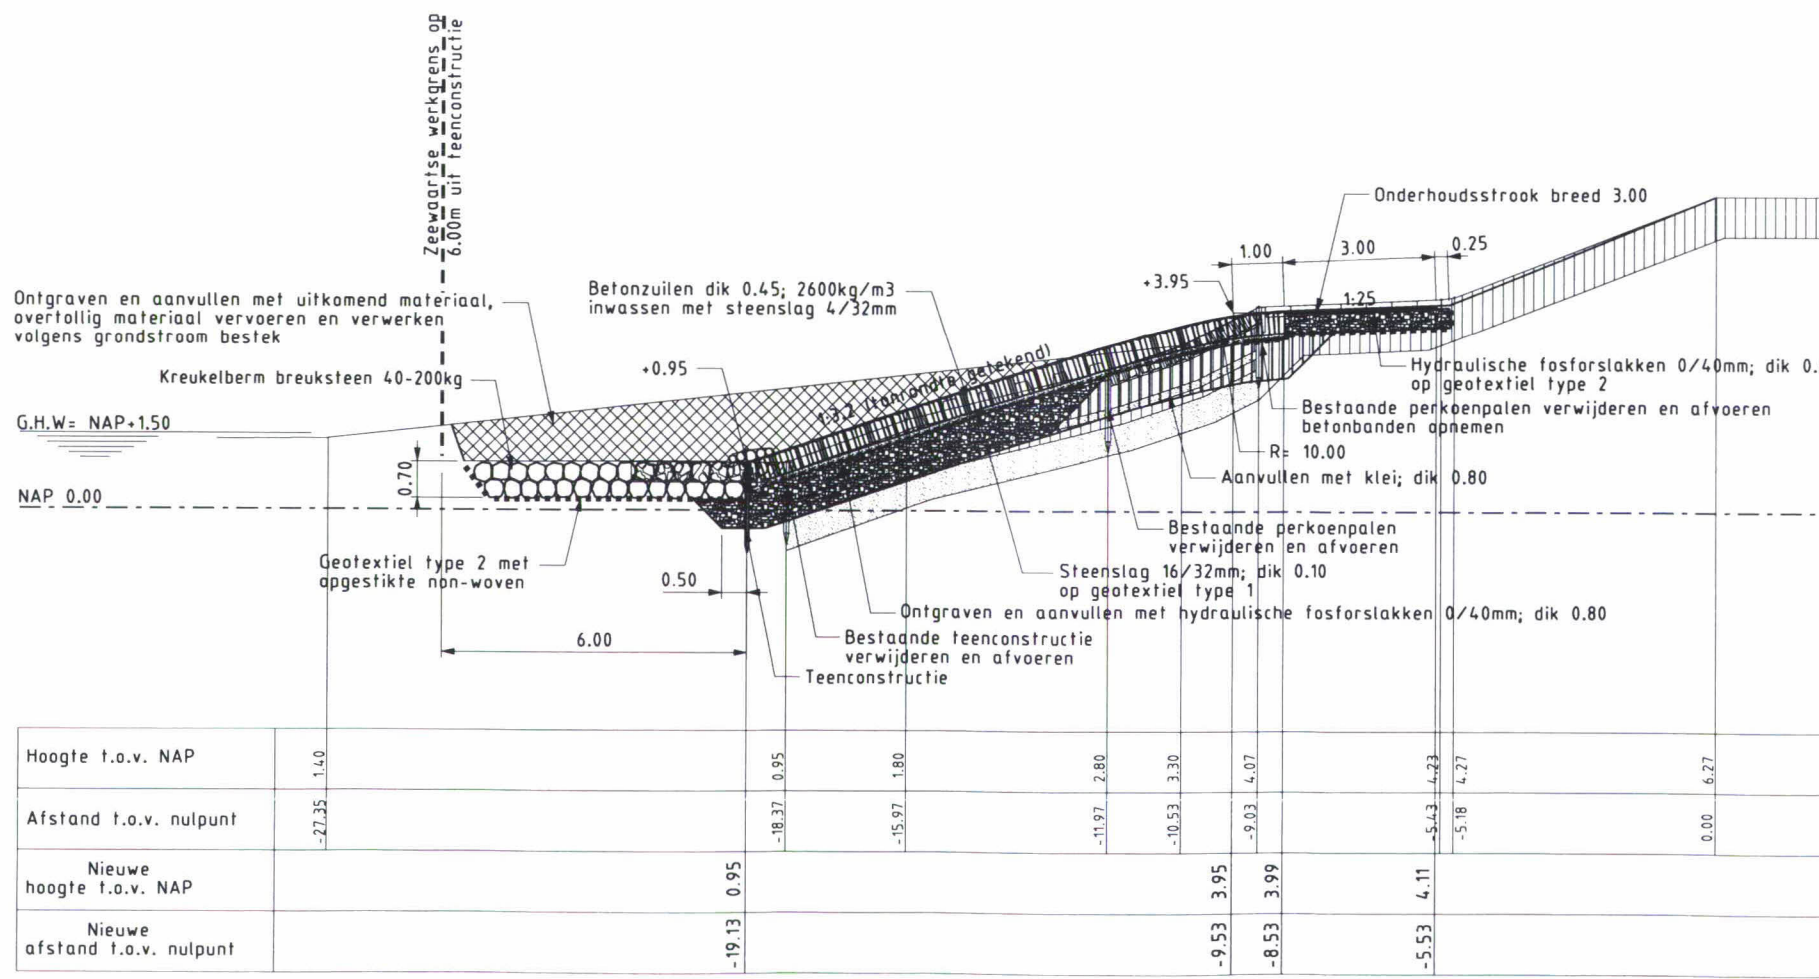 Zeewaartse werkgrens op
6.00m uit teenconstructie
Onderhoudsstrook breed 3.00
1.00
3.00
0.25
+3.95
1:25
Ontgraven en aanvullen met uitkomend materiaal,
overtollig materiaal vervoeren en verwerken
volgens grondstroom bestek
Betonzuilen dik 0.45; 2600kg/m3
inwassen met steenslag 4/32mm
Kreukelberm breuksteen 40-200kg
+0.95
1:3.2 (tonrondte getekend)
Hydraulische fosforslakken 0/40mm; dik 0.
op geotextiel type 2
G.H.W= NAP+1.50
Bestaande perkoenpalen verwijderen en afvoeren
betonbanden opnemen
R= 10.00
0.70
Aanvullen met klei; dik 0.80
NAP 0.00
Bestaande perkoenpalen
verwijderen en afvoeren
Geotextiel type 2 met
opgestikte non-woven
0.50
Steenslag 16/32mm; dik 0.10
op geotextiel type 1
Ontgraven en aanvullen met hydraulische fosforslakken 0/40mm; dik 0.80
6.00
Bestaande teenconstructie
verwijderen en afvoeren
Teenconstructie
Hoogte t.o.v. NAP
1.40
0.95
1.80
2.80
3.30
4.07
4.23
4.27
6.27
Afstand t.o.v. nulpunt
-27.35
-18.37
-15.97
-11.97
-10.53
-9.03
-5.43
-5.18
0.00
Nieuwe
hoogte t.o.v. NAP
0.95
3.95
3.99
4.11
Nieuwe
afstand t.o.v. nulpunt
-19.13
-9.53
-8.53
-5.53